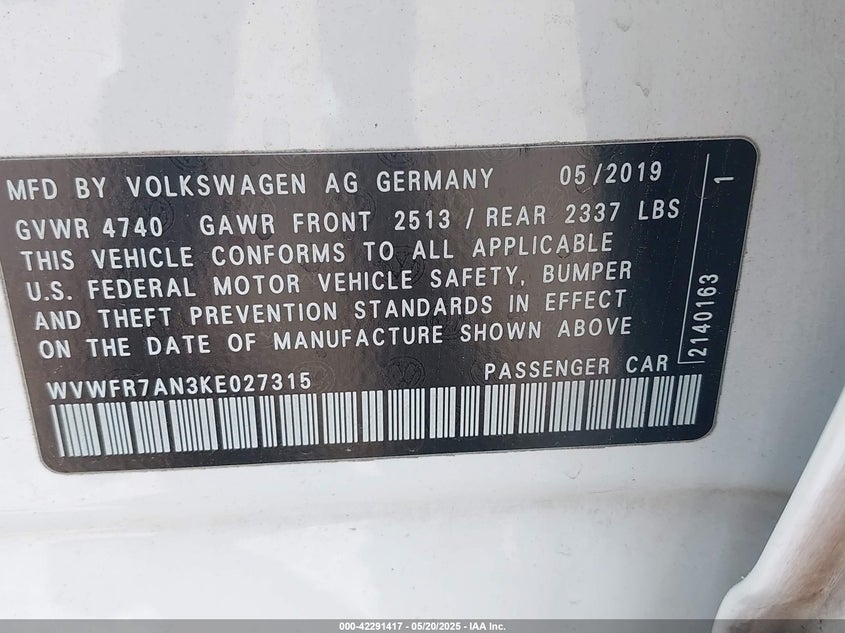 MFD BY VOLKSWAGEN AG GERMANY 05/2019
GVWR 4740 GAWR FRONT 2513 / REAR 2337 LBS
THIS VEHICLE CONFORMS TO ALL APPLICABLE
U.S. FEDERAL MOTOR VEHICLE SAFETY, BUMPER
AND THEFT PREVENTION STANDARDS IN EFFECT
ON THE DATE OF MANUFACTURE SHOWN ABOVE
WVWFR7AN3KE027315 PASSENGER CAR
2140163 1
000-42291417 - 05/20/2025 - IAA Inc.